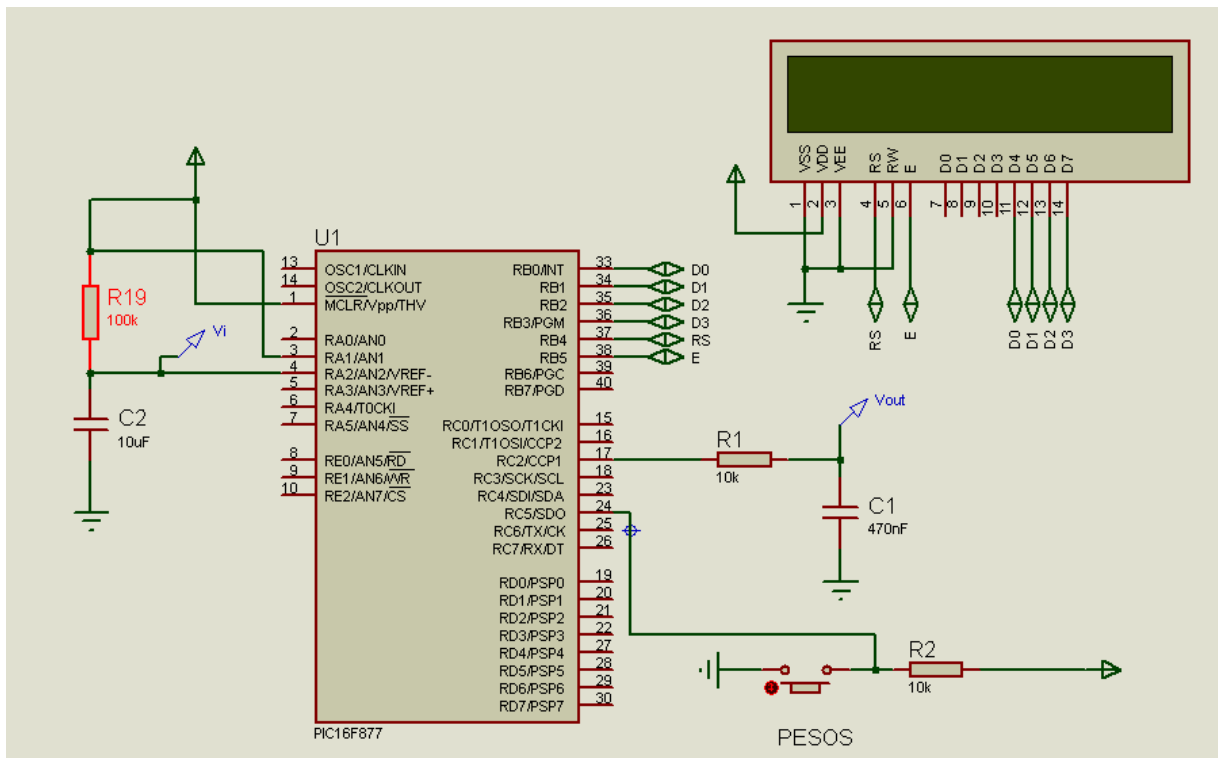 VSS
VDD
VEE
RS
RW
E
D0
D1
D2
D3
D4
D5
D6
D7
1
2
3
4
5
6
7
8
9
10
11
12
13
14
RS
E
D0
D1
D2
D3
R19
100k
Vi
C2
10uF
U1
13 OSC1/CLKIN
14 OSC2/CLKOUT
1 MCLR/Vpp/THV
2 RA0/AN0
3 RA1/AN1
4 RA2/AN2/VREF-
5 RA3/AN3/VREF+
6 RA4/T0CKI
7 RA5/AN4/SS
8 RE0/AN5/RD
9 RE1/AN6/WR
10 RE2/AN7/CS
RB0/INT 33 D0
RB1 34 D1
RB2 35 D2
RB3/PGM 36 D3
RB4 37 RS
RB5 38 E
RB6/PGC 39
RB7/PGD 40
RC0/T1OSO/T1CKI 15
RC1/T1OSI/CCP2 16
RC2/CCP1 17
RC3/SCK/SCL 18
RC4/SDI/SDA 23
RC5/SDO 24
RC6/TX/CK 25
RC7/RX/DT 26
RD0/PSP0 19
RD1/PSP1 20
RD2/PSP2 21
RD3/PSP3 22
RD4/PSP4 27
RD5/PSP5 28
RD6/PSP6 29
RD7/PSP7 30
PIC16F877
R1
10k
Vout
C1
470nF
R2
10k
PESOS